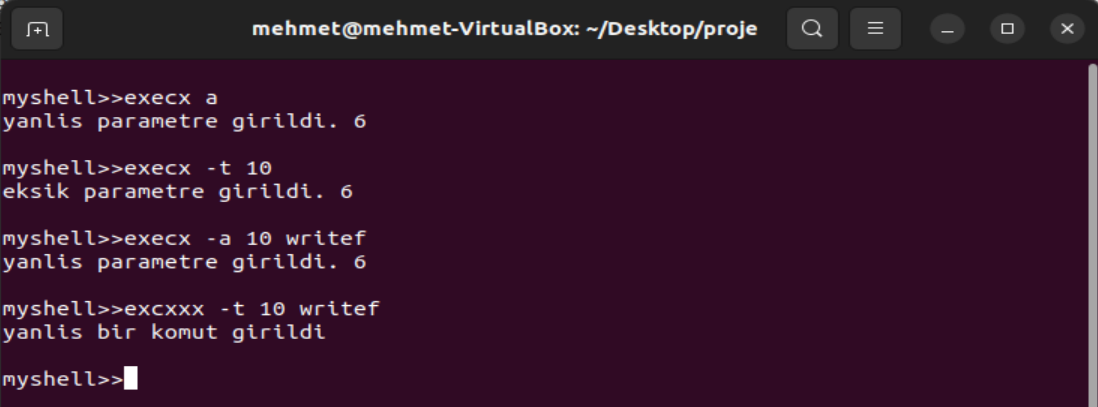 mehmet@mehmet-VirtualBox: ~/Desktop/proje
myshell>>execx a
yanlis parametre girildi. 6
myshell>>execx -t 10
eksik parametre girildi. 6
myshell>>execx -a 10 writef
yanlis parametre girildi. 6
myshell>>excxxx -t 10 writef
yanlis bir komut girildi
myshell>>